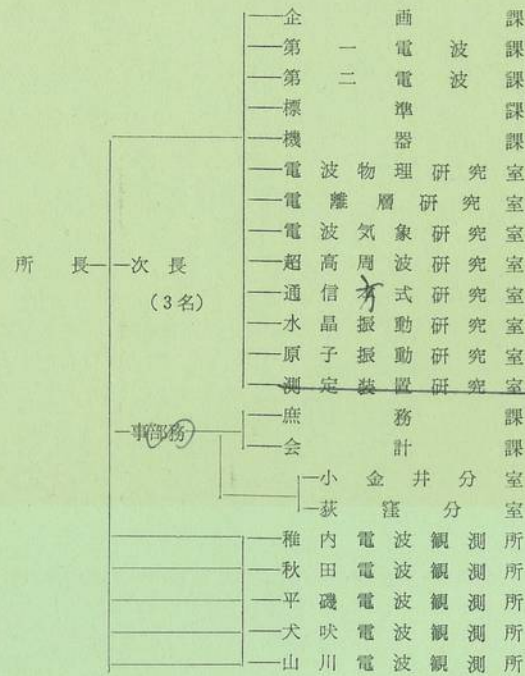 企画課
第一電波課
第二電波課
標準課
機器課
電波物理研究室
電離層研究室
電波気象研究室
所長 次長 超高周波研究室
(3名) 通信方式研究室
水晶振動研究室
原子振動研究室
測定装置研究室
庶務課
事部務
会計課
小金井分室
荻窪分室
稚内電波観測所
秋田電波観測所
平磯電波観測所
犬吠電波観測所
山川電波観測所